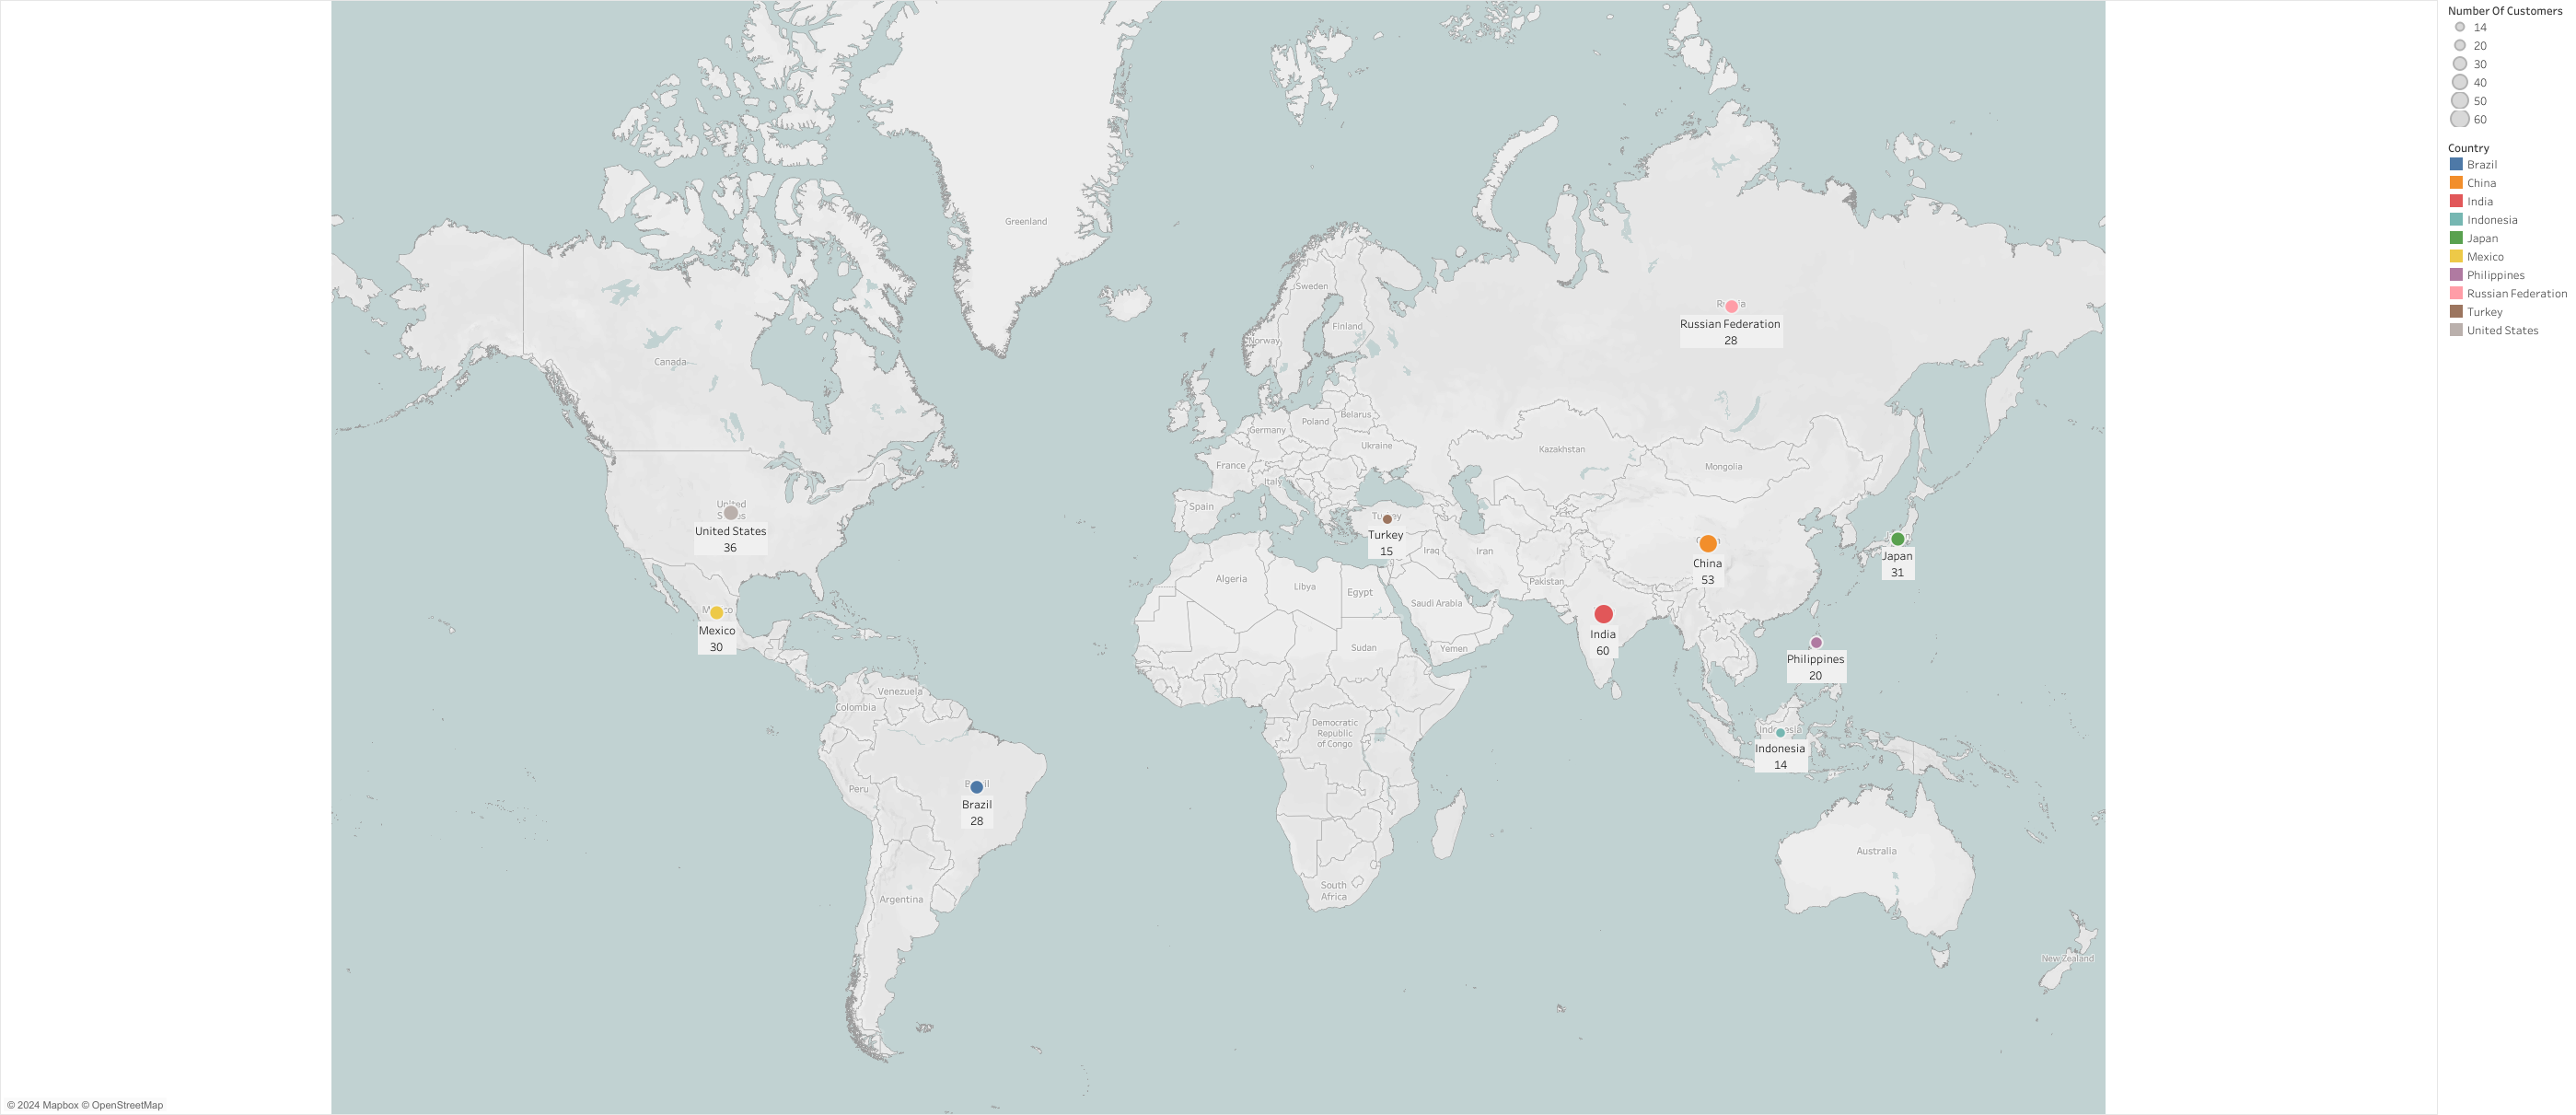 Number Of Customers
14
20
30
40
50
60
Country
Brazil
China
India
Indonesia
Japan
Mexico
Philippines
Russian Federation
Turkey
United States
Greenland
Sweden
Finland
Norway
Russian Federation
28
Canada
Belarus
Poland
Germany
Ukraine
France
Kazakhstan
Mongolia
Italy
Spain
United
United States
36
Turkey
15
Iraq
Iran
China
53
Japan
31
Pakistan
Algeria
Libya
Egypt
Saudi Arabia
Mexico
30
India
60
Sudan
Yemen
Philippines
20
Venezuela
Colombia
Democratic
Republic
of Congo
Indonesia
14
Peru
Brazil
28
Australia
South
Africa
Argentina
New Zealand
© 2024 Mapbox © OpenStreetMap